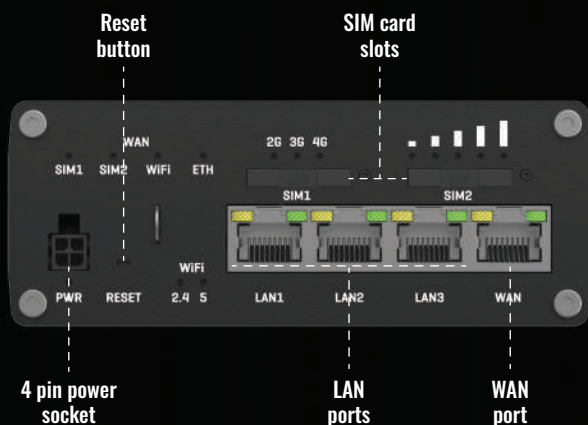 Reset
button
SIM card
slots
WAN
2G 3G 4G
SIM1 SIM2 WiFi ETH
SIM1
SIM2
WiFi
PWR
RESET
2.4 5
LAN1
LAN2
LAN3
WAN
4 pin power
socket
LAN
ports
WAN
port